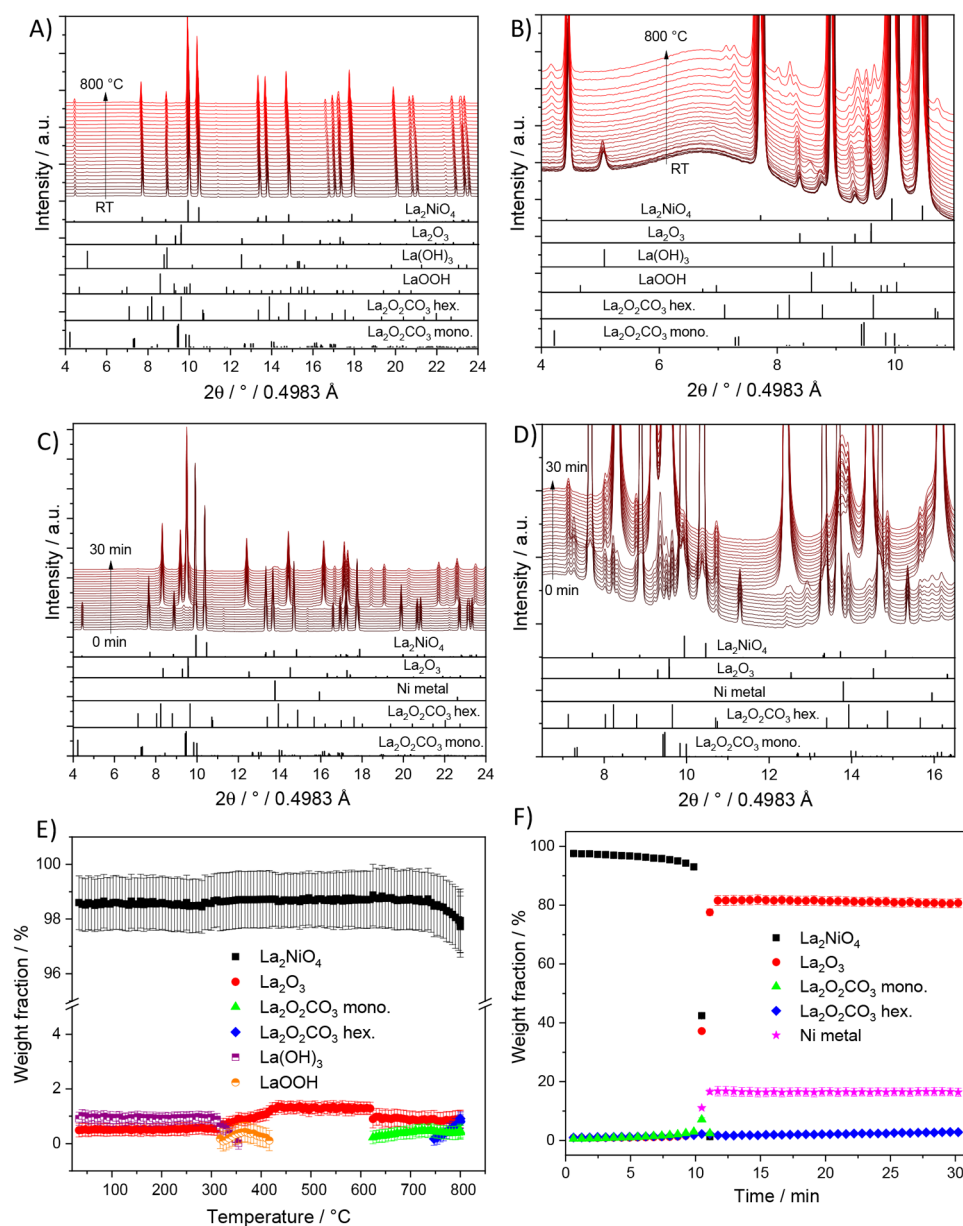 A)
Intensity / a.u.
800 °C
RT
La₂NiO₄
La₂O₃
La(OH)₃
LaOOH
La₂O₂CO₃ hex.
La₂O₂CO₃ mono.
4 6 8 10 12 14 16 18 20 22 24
2θ / ° / 0.4983 Å
B)
Intensity / a.u.
800 °C
RT
La₂NiO₄
La₂O₃
La(OH)₃
LaOOH
La₂O₂CO₃ hex.
La₂O₂CO₃ mono.
4 6 8 10
2θ / ° / 0.4983 Å
C)
Intensity / a.u.
30 min
0 min
La₂NiO₄
La₂O₃
Ni metal
La₂O₂CO₃ hex.
La₂O₂CO₃ mono.
4 6 8 10 12 14 16 18 20 22 24
2θ / ° / 0.4983 Å
D)
Intensity / a.u.
30 min
0 min
La₂NiO₄
La₂O₃
Ni metal
La₂O₂CO₃ hex.
La₂O₂CO₃ mono.
8 10 12 14 16
2θ / ° / 0.4983 Å
E)
Weight fraction / %
100
98
96
2
0
La₂NiO₄
La₂O₃
La₂O₂CO₃ mono.
La₂O₂CO₃ hex.
La(OH)₃
LaOOH
100 200 300 400 500 600 700 800
Temperature / °C
F)
Weight fraction / %
100
80
60
40
20
0
La₂NiO₄
La₂O₃
La₂O₂CO₃ mono.
La₂O₂CO₃ hex.
Ni metal
0 5 10 15 20 25 30
Time / min